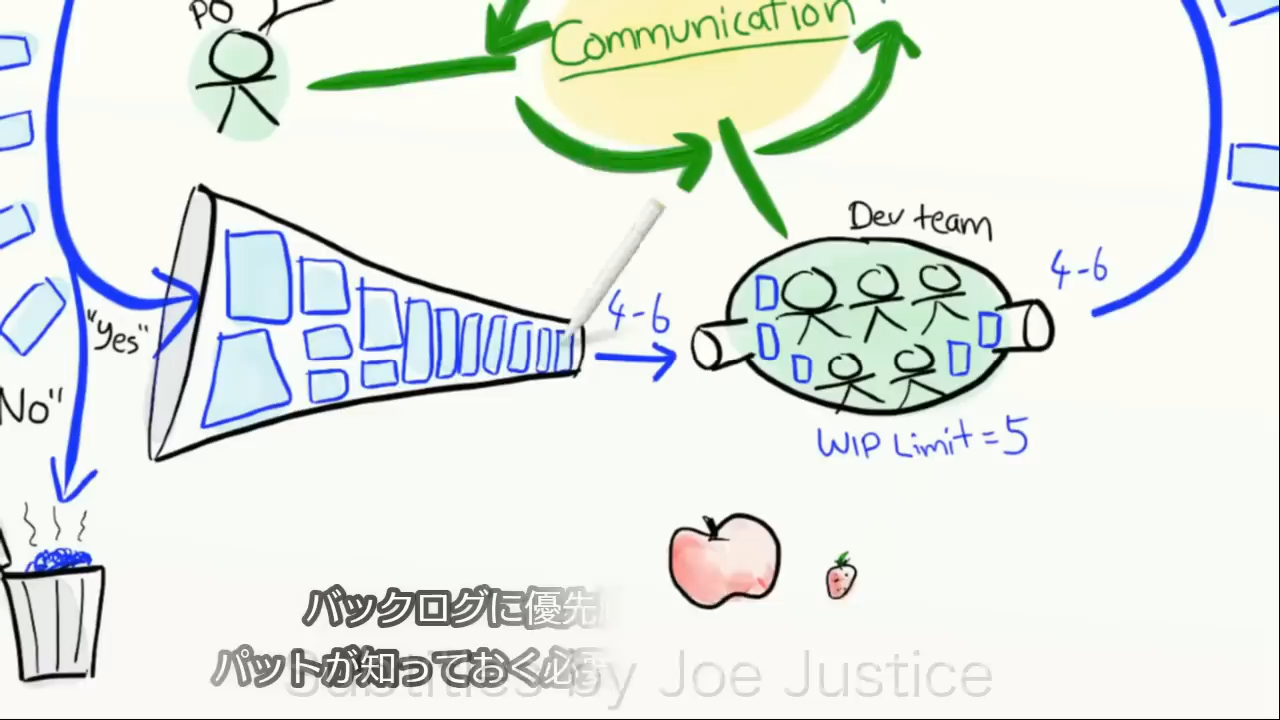 PO
Communication
Dev team
4-6
4-6
"Yes"
No"
WIP Limit = 5
バックログに優先
パットが知っておく必
Subtitles by Joe Justice